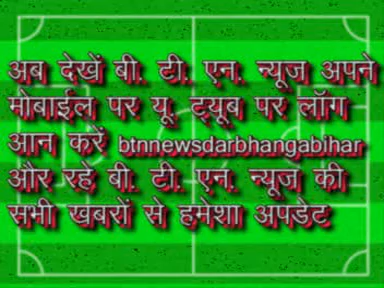 अब देखें बी. टी. एन. न्यूज अपने
मोबाईल पर यू. ट्यूब पर लॉग
आन करें btnnewsdarbhangabihar
और रहे बी. टी. एन. न्यूज की
सभी खबरों से हमेशा अपडैट